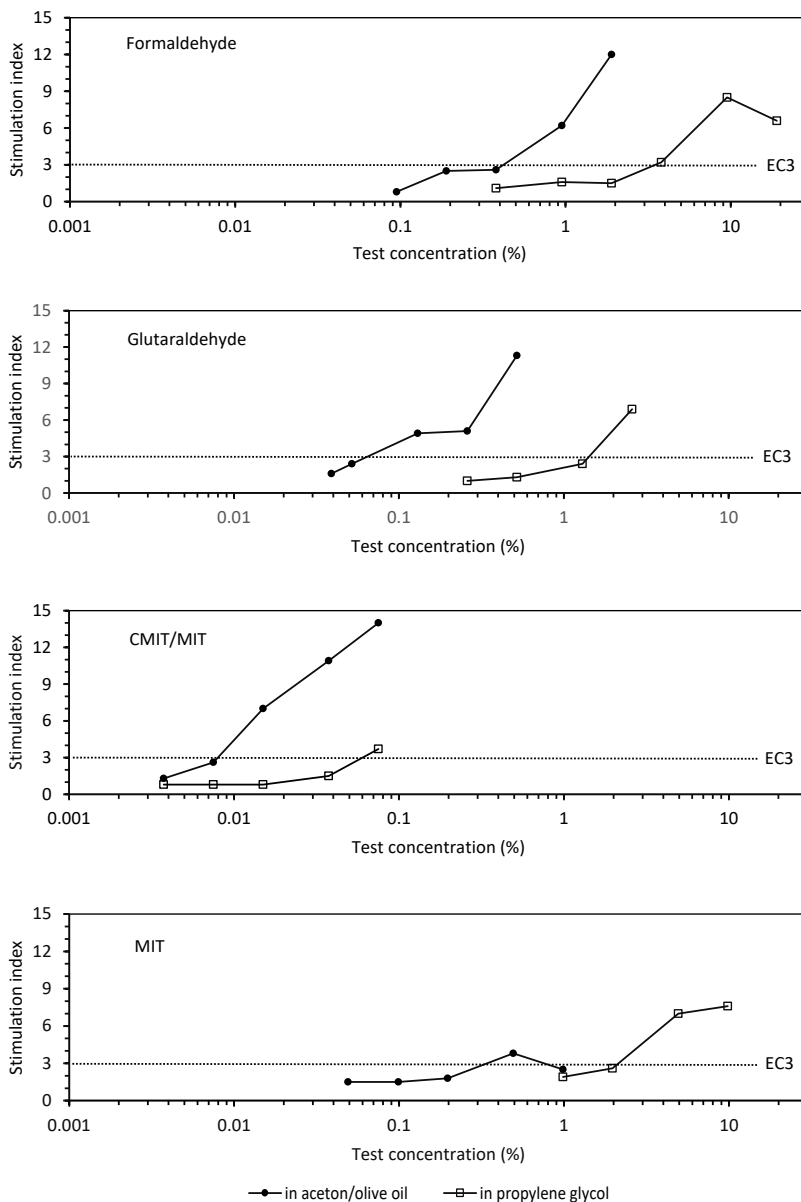 15
12
9
6
3
0
Stimulation index
Formaldehyde
EC3
0.001 0.01 0.1 1 10
Test concentration (%)
15
12
9
6
3
0
Stimulation index
Glutaraldehyde
EC3
0.001 0.01 0.1 1 10
Test concentration (%)
15
12
9
6
3
0
Stimulation index
CMIT/MIT
EC3
0.001 0.01 0.1 1 10
Test concentration (%)
15
12
9
6
3
0
Stimulation index
MIT
EC3
0.001 0.01 0.1 1 10
Test concentration (%)
in aceton/olive oil in propylene glycol